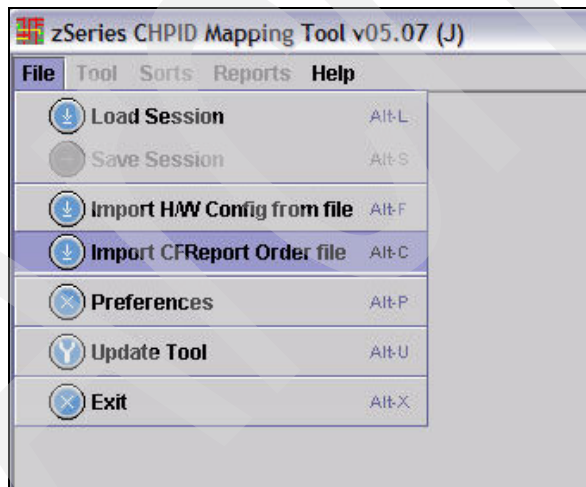 zSeries CHPID Mapping Tool v05.07 (J)
File Tool Sorts Reports Help
Load Session Alt-L
Save Session Alt-S
Import H/W Config from file Alt-F
Import CFReport Order file Alt-C
Preferences Alt-P
Update Tool Alt-U
Exit Alt-X